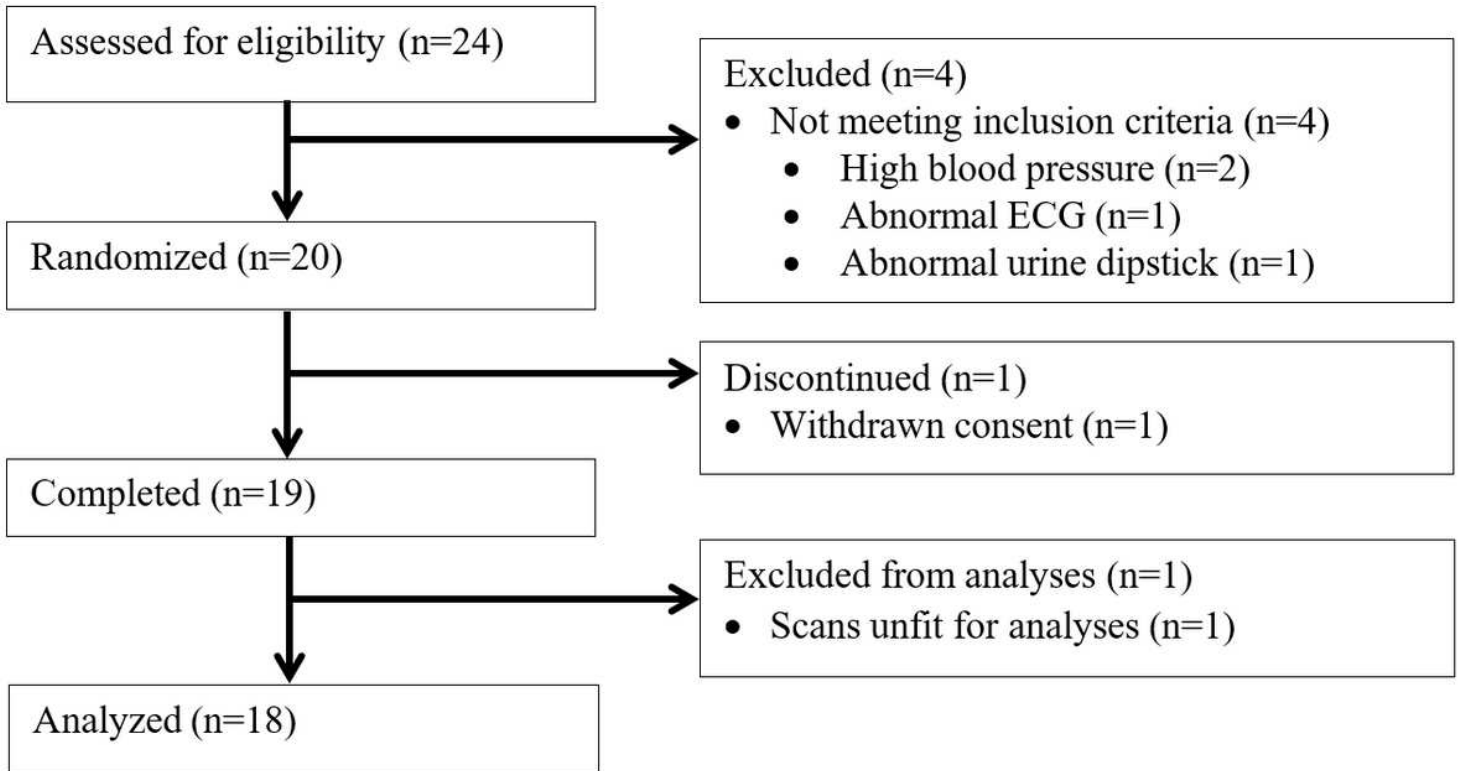 Assessed for eligibility (n=24)
Excluded (n=4)
• Not meeting inclusion criteria (n=4)
• High blood pressure (n=2)
• Abnormal ECG (n=1)
• Abnormal urine dipstick (n=1)
Randomized (n=20)
Discontinued (n=1)
• Withdrawn consent (n=1)
Completed (n=19)
Excluded from analyses (n=1)
• Scans unfit for analyses (n=1)
Analyzed (n=18)